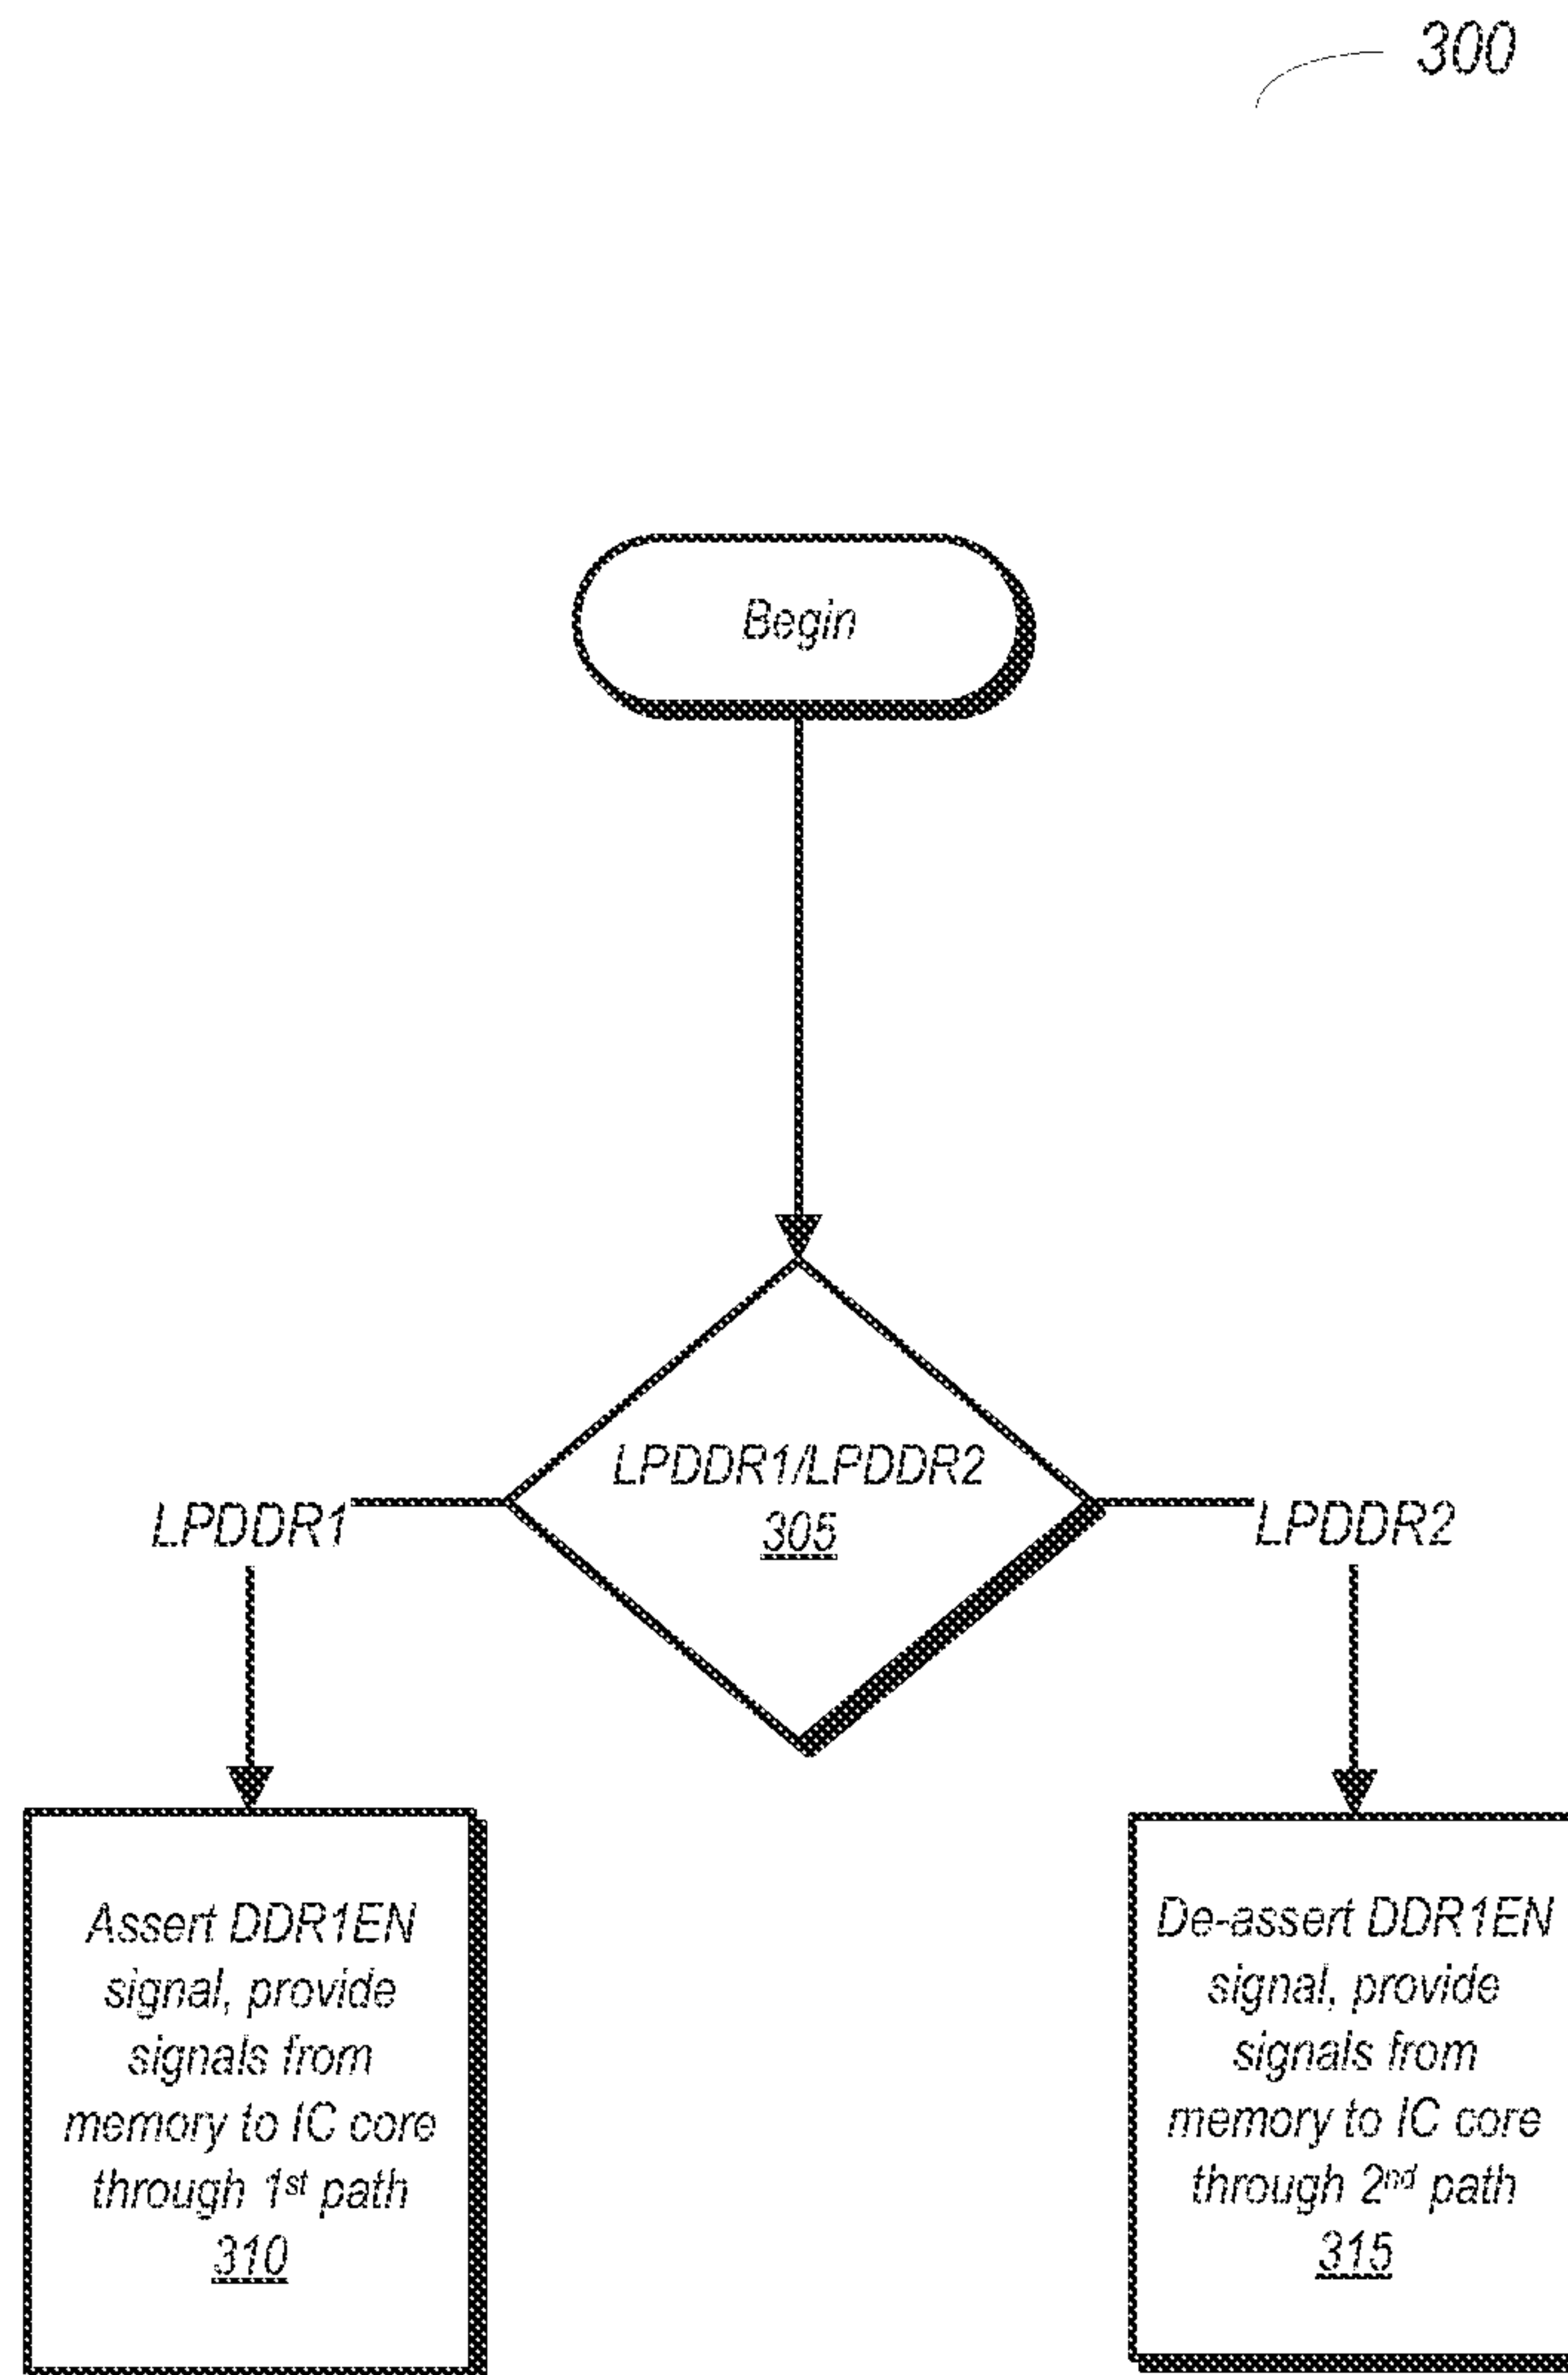 300
Begin
LPDDR1/LPDDR2
305
LPDDR1
LPDDR2
Assert DDR1EN
signal, provide
signals from
memory to IC core
through 1st path
310
De-assert DDR1EN
signal, provide
signals from
memory to IC core
through 2nd path
315